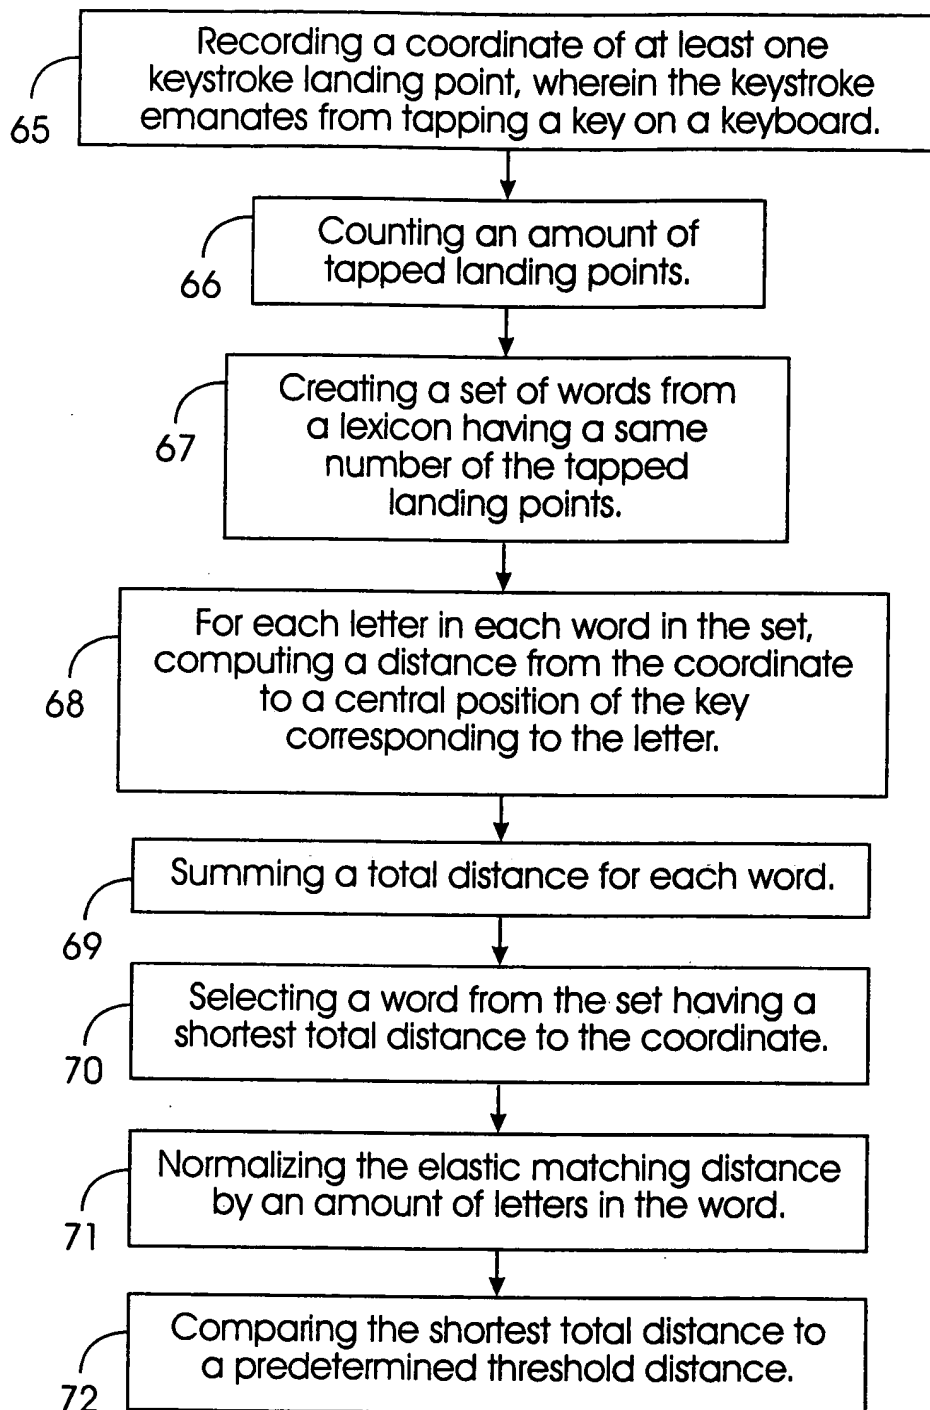 Recording a coordinate of at least one
keystroke landing point, wherein the keystroke
emanates from tapping a key on a keyboard.
65
Counting an amount of
tapped landing points.
66
Creating a set of words from
a lexicon having a same
number of the tapped
landing points.
67
For each letter in each word in the set,
computing a distance from the coordinate
to a central position of the key
corresponding to the letter.
68
Summing a total distance for each word.
69
Selecting a word from the set having a
shortest total distance to the coordinate.
70
Normalizing the elastic matching distance
by an amount of letters in the word.
71
Comparing the shortest total distance to
a predetermined threshold distance.
72